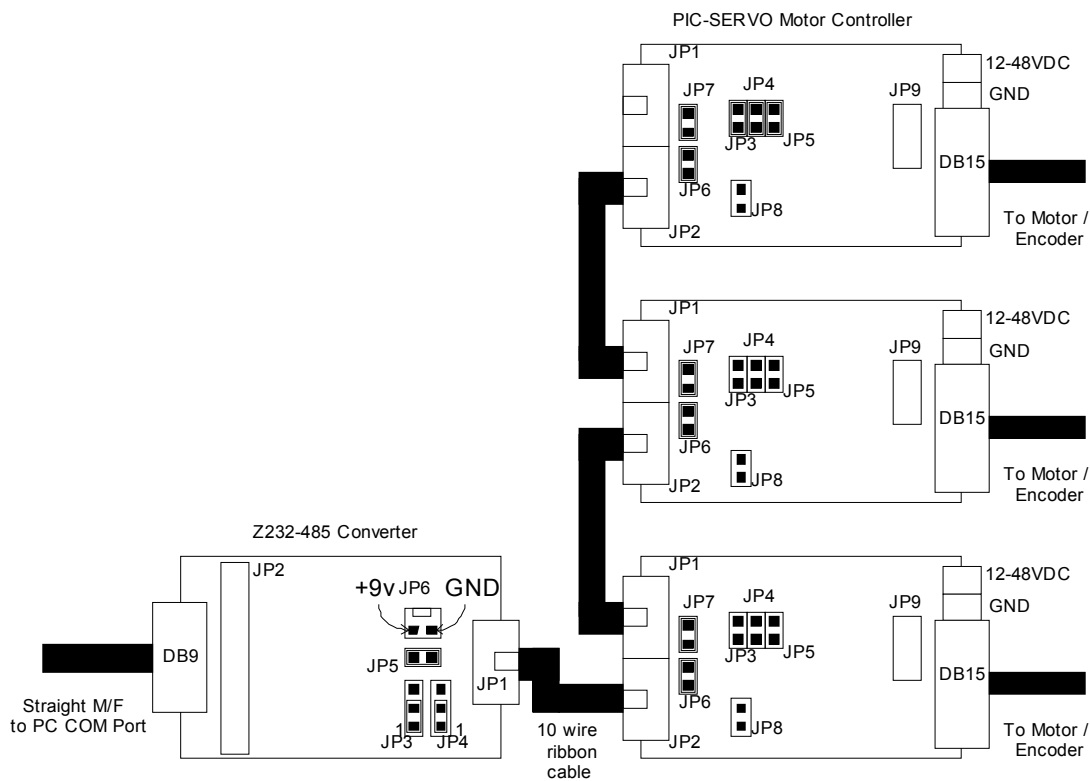 PIC-SERVO Motor Controller
JP1
JP7
JP4
JP9
12-48VDC
GND
JP3
JP5
DB15
JP6
JP8
JP2
To Motor /
Encoder
JP1
JP7
JP4
JP9
12-48VDC
GND
JP3
JP5
DB15
JP6
JP8
JP2
To Motor /
Encoder
Z232-485 Converter
JP2
+9v
JP6
GND
DB9
JP5
JP1
1
1
JP3
JP4
Straight M/F
to PC COM Port
10 wire
ribbon
cable
JP1
JP7
JP4
JP9
12-48VDC
GND
JP3
JP5
DB15
JP6
JP8
JP2
To Motor /
Encoder